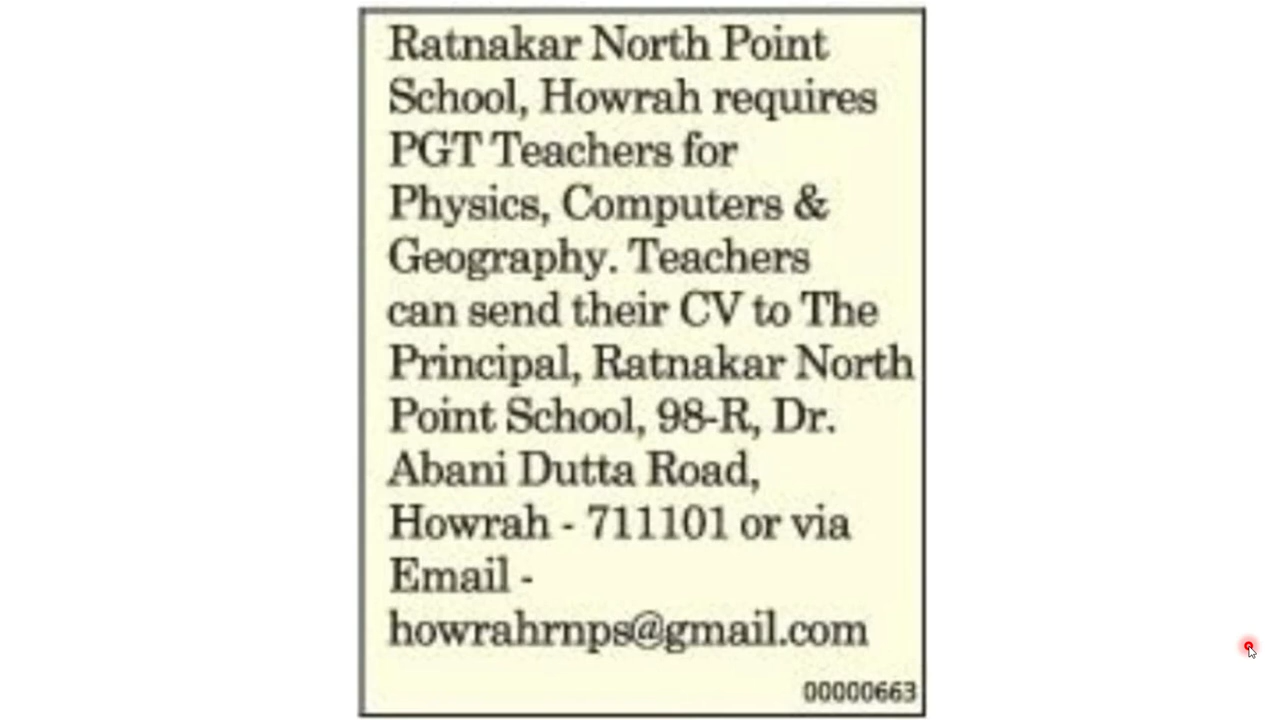 Ratnakar North Point
School, Howrah requires
PGT Teachers for
Physics, Computers &
Geography. Teachers
can send their CV to The
Principal, Ratnakar North
Point School, 98-R, Dr.
Abani Dutta Road,
Howrah - 711101 or via
Email -
howrahrnps@gmail.com
00000663